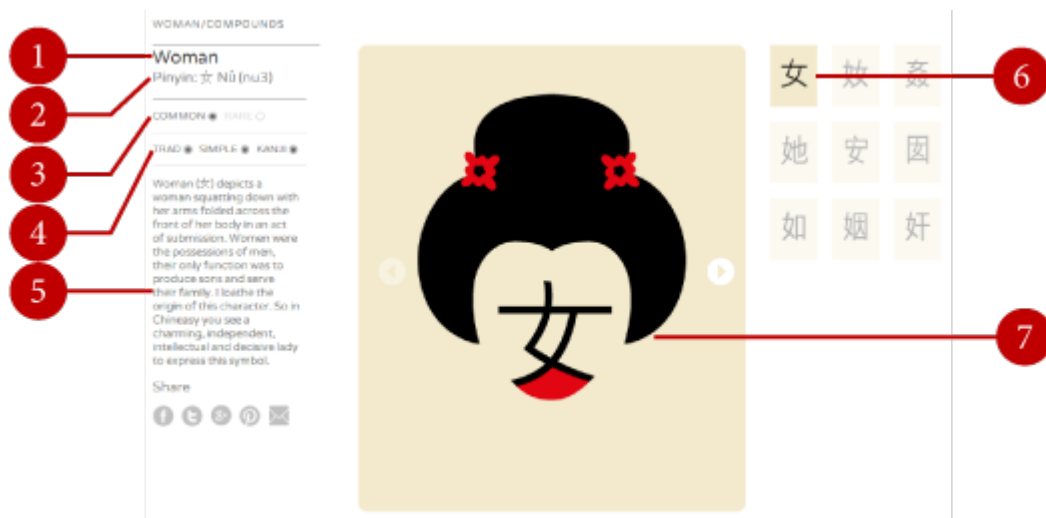 WOMAN/COMPOUNDS
Woman
Pinyin: 女 Nǚ (nu3)
COMMON RARE
TRAD SIMPLE KANJI
Woman (女) depicts a
woman squatting down with
her arms folded across the
front of her body in an act
of submission. Women were
the possessions of men,
their only function was to
produce sons and serve
their family. I loathe the
origin of this character. So in
Chineasy you see a
charming, independent,
intellectual and decisive lady
to express this symbol.
Share
1
2
3
4
5
女
女 奻 姦
她 安 囡
如 姻 奸
6
7